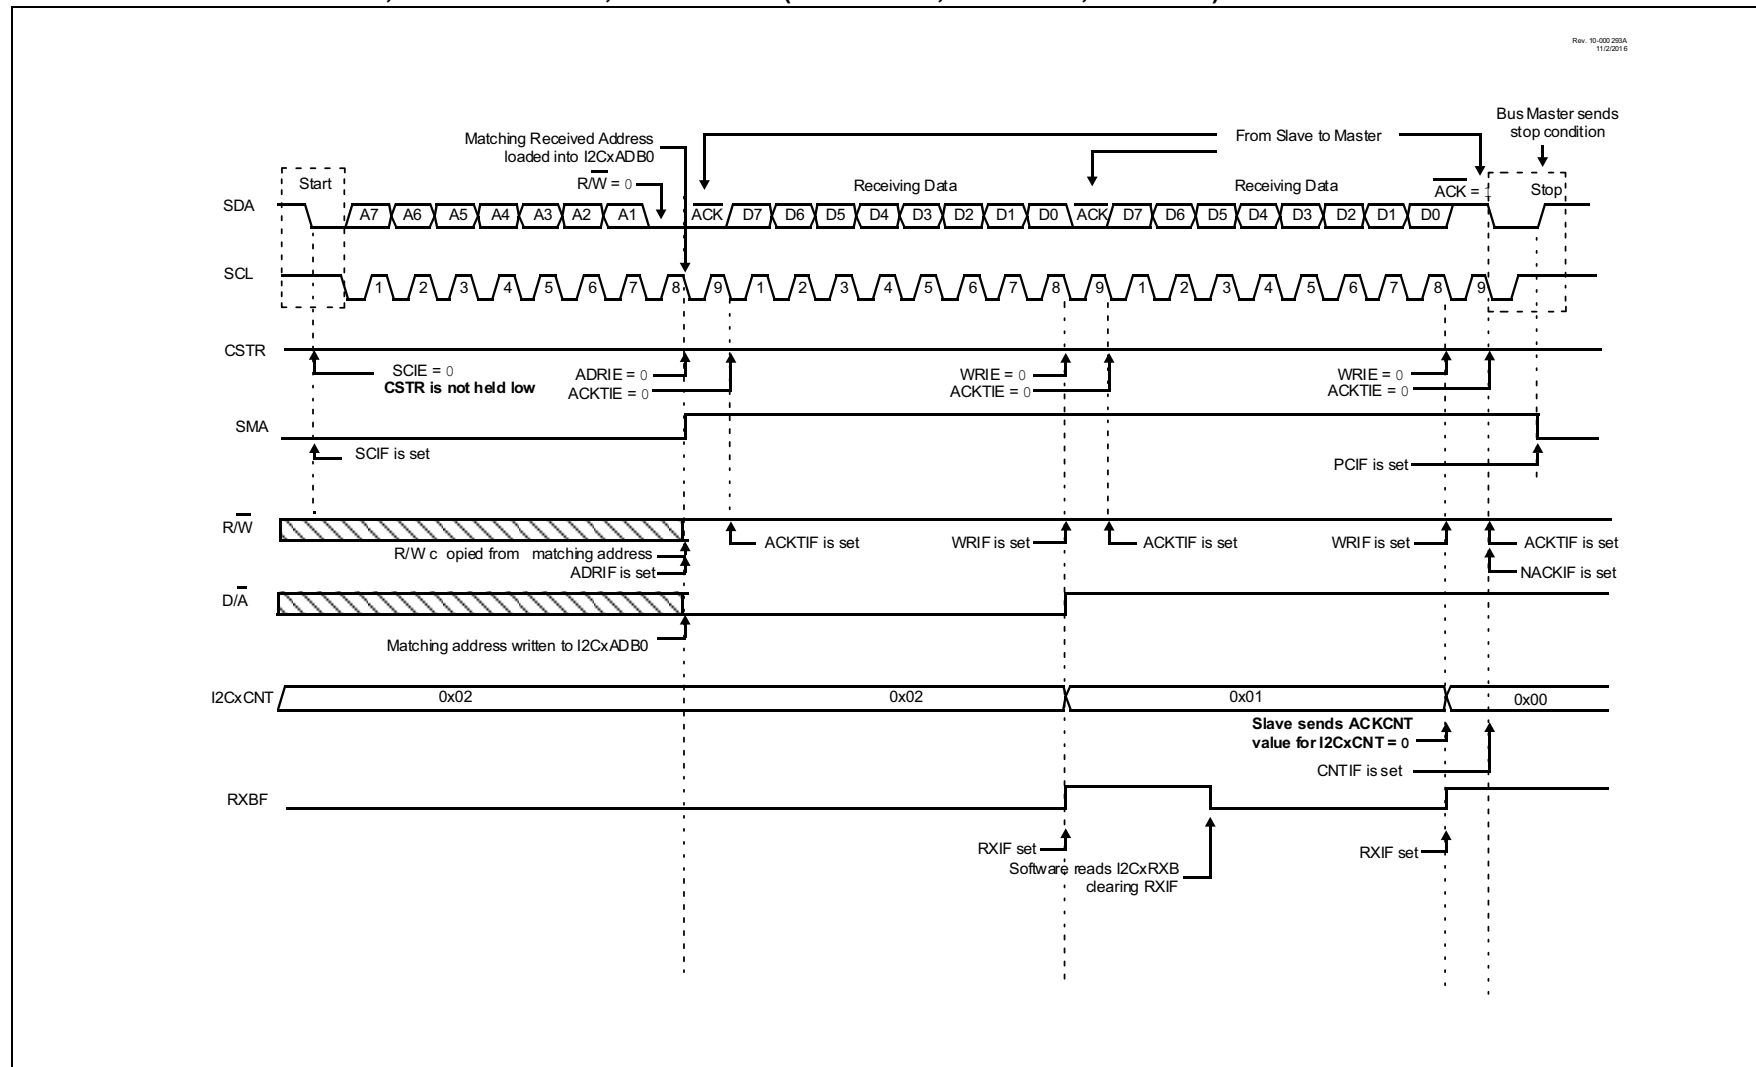 Rev. 10-000 293A
11/2/2016
Bus Master sends
stop condition
Matching Received Address
loaded into I2CxADB0
From Slave to Master
R/W = 0
Start
Receiving Data
Receiving Data
ACK =
Stop
SDA
A7 A6 A5 A4 A3 A2 A1 ACK D7 D6 D5 D4 D3 D2 D1 D0 ACK D7 D6 D5 D4 D3 D2 D1 D0
SCL
1 2 3 4 5 6 7 8 9 1 2 3 4 5 6 7 8 9 1 2 3 4 5 6 7 8 9
CSTR
SCIE = 0
CSTR is not held low
ADRIE = 0
ACKTIE = 0
WRIE = 0
ACKTIE = 0
WRIE = 0
ACKTIE = 0
SMA
SCIF is set
PCIF is set
R/W
ACKTIF is set
WRIF is set
ACKTIF is set
WRIF is set
ACKTIF is set
R/W c opied from matching address
ADRIF is set
NACKIF is set
D/A
Matching address written to I2CxADB0
I2CxCNT
0x02
0x02
0x01
0x00
Slave sends ACKCNT
value for I2CxCNT = 0
CNTIF is set
RXBF
RXIF set
Software reads I2CxRXB
clearing RXIF
RXIF set